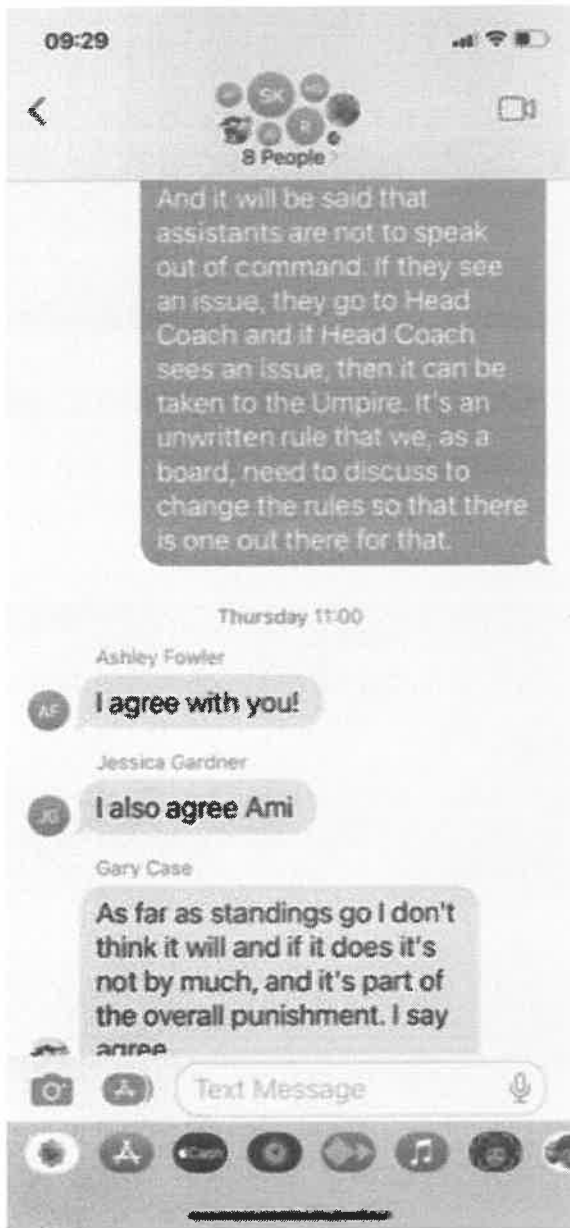 09:29
SK
R
8 People
And it will be said that
assistants are not to speak
out of command. If they see
an issue, they go to Head
Coach and if Head Coach
sees an issue, then it can be
taken to the Umpire. It's an
unwritten rule that we, as a
board, need to discuss to
change the rules so that there
is one out there for that.
Thursday 11:00
Ashley Fowler
AF
I agree with you!
Jessica Gardner
JG
I also agree Ami
Gary Case
As far as standings go I don't
think it will and if it does it's
not by much, and it's part of
the overall punishment. I say
agree
Text Message
Cash